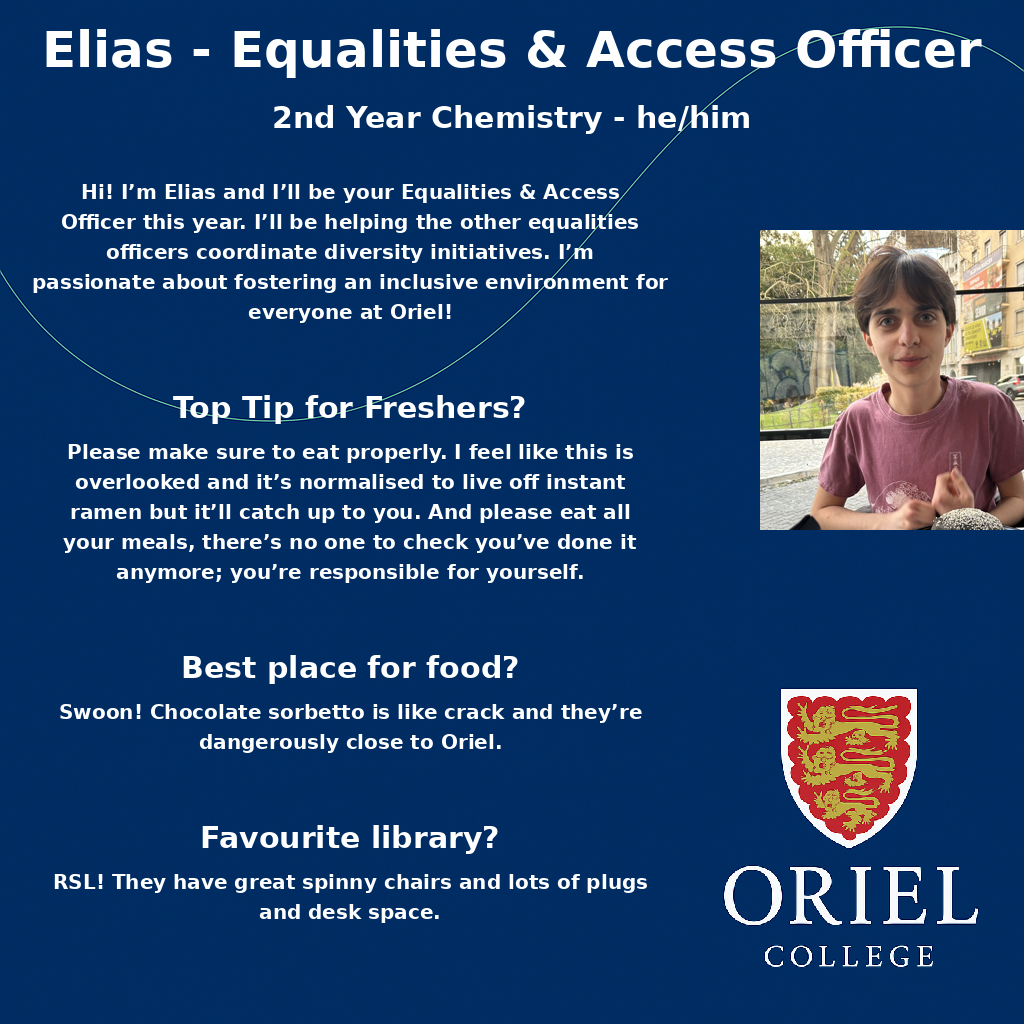 Elias - Equalities & Access Officer
2nd Year Chemistry - he/him
Hi! I’m Elias and I’ll be your Equalities & Access
Officer this year. I’ll be helping the other equalities
officers coordinate diversity initiatives. I’m
passionate about fostering an inclusive environment for
everyone at Oriel!
Top Tip for Freshers?
Please make sure to eat properly. I feel like this is
overlooked and it’s normalised to live off instant
ramen but it’ll catch up to you. And please eat all
your meals, there’s no one to check you’ve done it
anymore; you’re responsible for yourself.
Best place for food?
Swoon! Chocolate sorbetto is like crack and they’re
dangerously close to Oriel.
Favourite library?
RSL! They have great spinny chairs and lots of plugs
and desk space.
ORIEL
COLLEGE